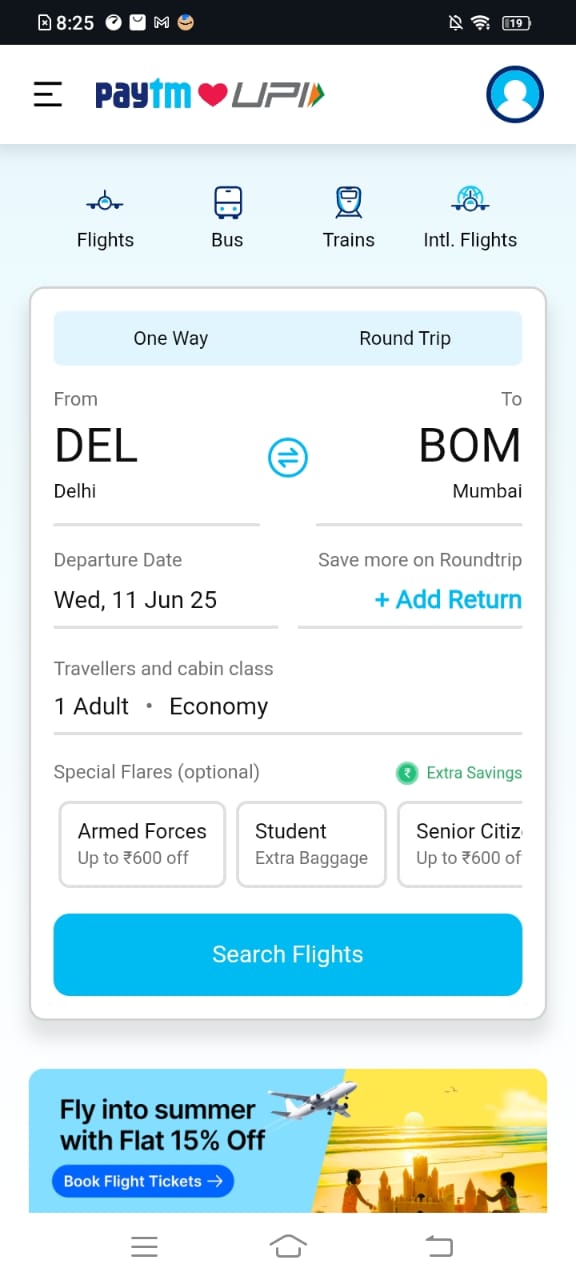 8:25
19
paytm UPI
Flights Bus Trains Intl. Flights
One Way Round Trip
From To
DEL BOM
Delhi Mumbai
Departure Date Save more on Roundtrip
Wed, 11 Jun 25 + Add Return
Travellers and cabin class
1 Adult • Economy
Special Flares (optional) ₹ Extra Savings
Armed Forces Student Senior Citiz
Up to ₹600 off Extra Baggage Up to ₹600 of
Search Flights
Fly into summer
with Flat 15% Off
Book Flight Tickets →